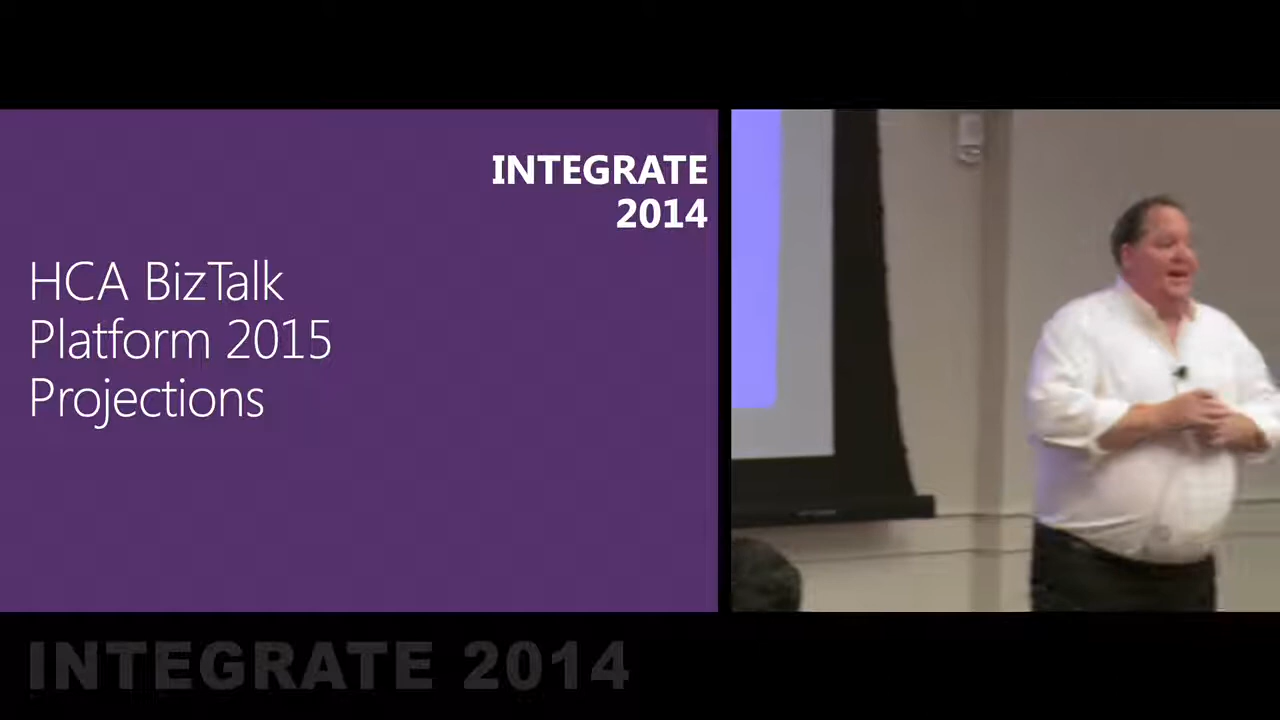 INTEGRATE
2014
HCA BizTalk
Platform 2015
Projections
INTEGRATE 2014